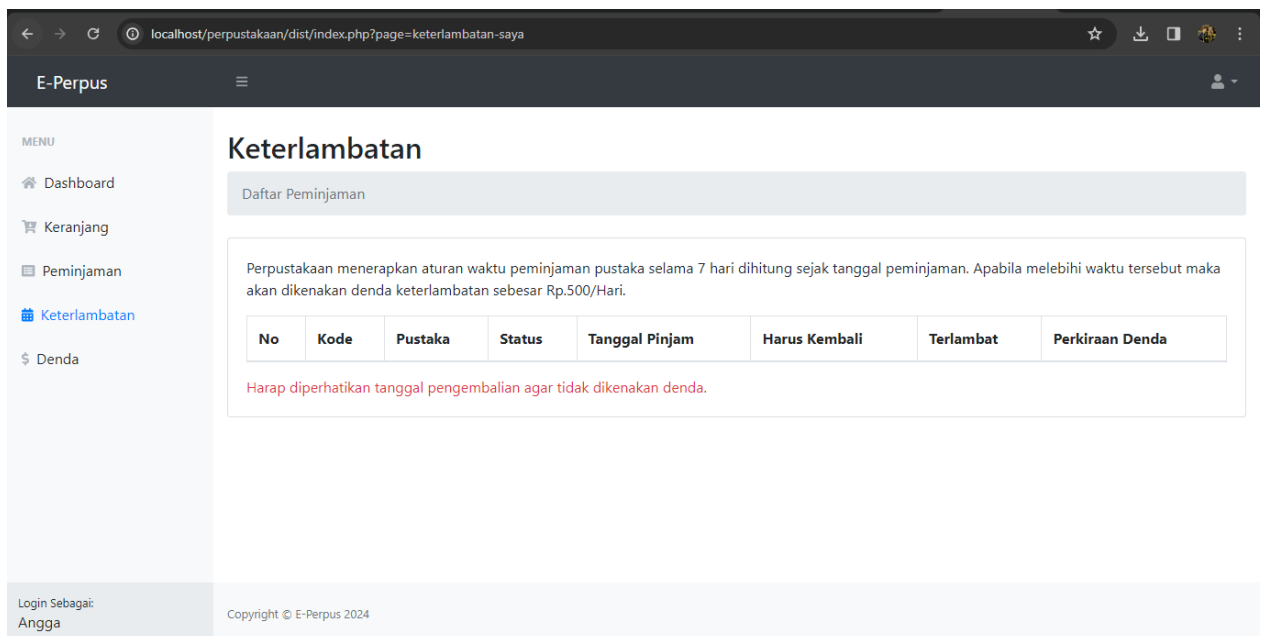 localhost/perpustakaan/dist/index.php?page=keterlambatan-saya
E-Perpus
MENU
Dashboard
Keranjang
Peminjaman
Keterlambatan
$ Denda
Login Sebagai:
Angga
Keterlambatan
Daftar Peminjaman
Perpustakaan menerapkan aturan waktu peminjaman pustaka selama 7 hari dihitung sejak tanggal peminjaman. Apabila melebihi waktu tersebut maka
akan dikenakan denda keterlambatan sebesar Rp.500/Hari.
No Kode Pustaka Status Tanggal Pinjam Harus Kembali Terlambat Perkiraan Denda
Harap diperhatikan tanggal pengembalian agar tidak dikenakan denda.
Copyright © E-Perpus 2024